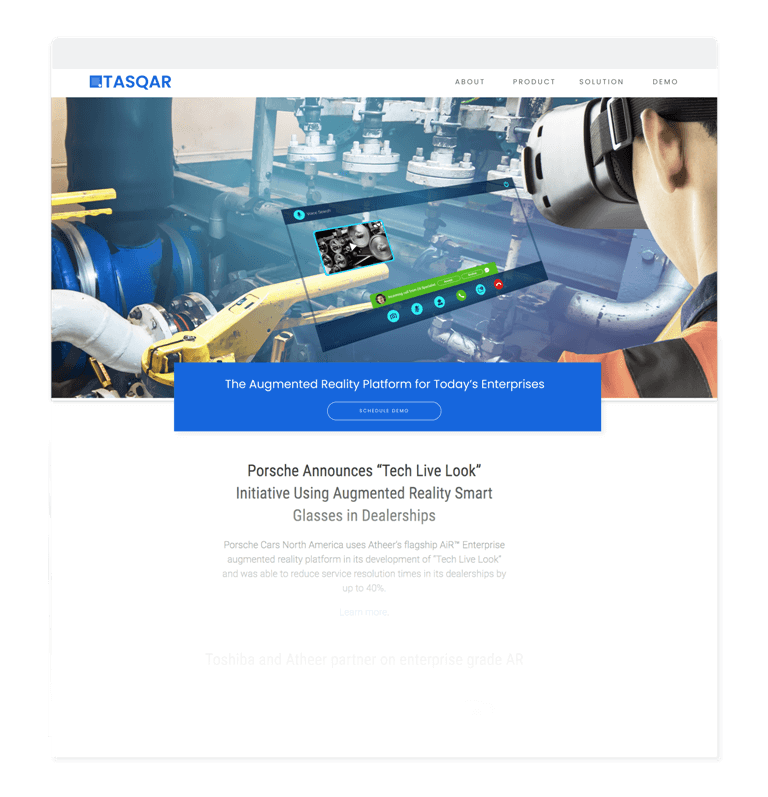 TASQAR
ABOUT PRODUCT SOLUTION DEMO
Voice Search
The Augmented Reality Platform for Today's Enterprises
SCHEDULE DEMO
Porsche Announces “Tech Live Look”
Initiative Using Augmented Reality Smart
Glasses in Dealerships
Porsche Cars North America uses Atheer's flagship AiR™ Enterprise
augmented reality platform in its development of “Tech Live Look”
and was able to reduce service resolution times in its dealerships by
up to 40%.
Learn more.
Toshiba and Atheer partner on enterprise grade AR